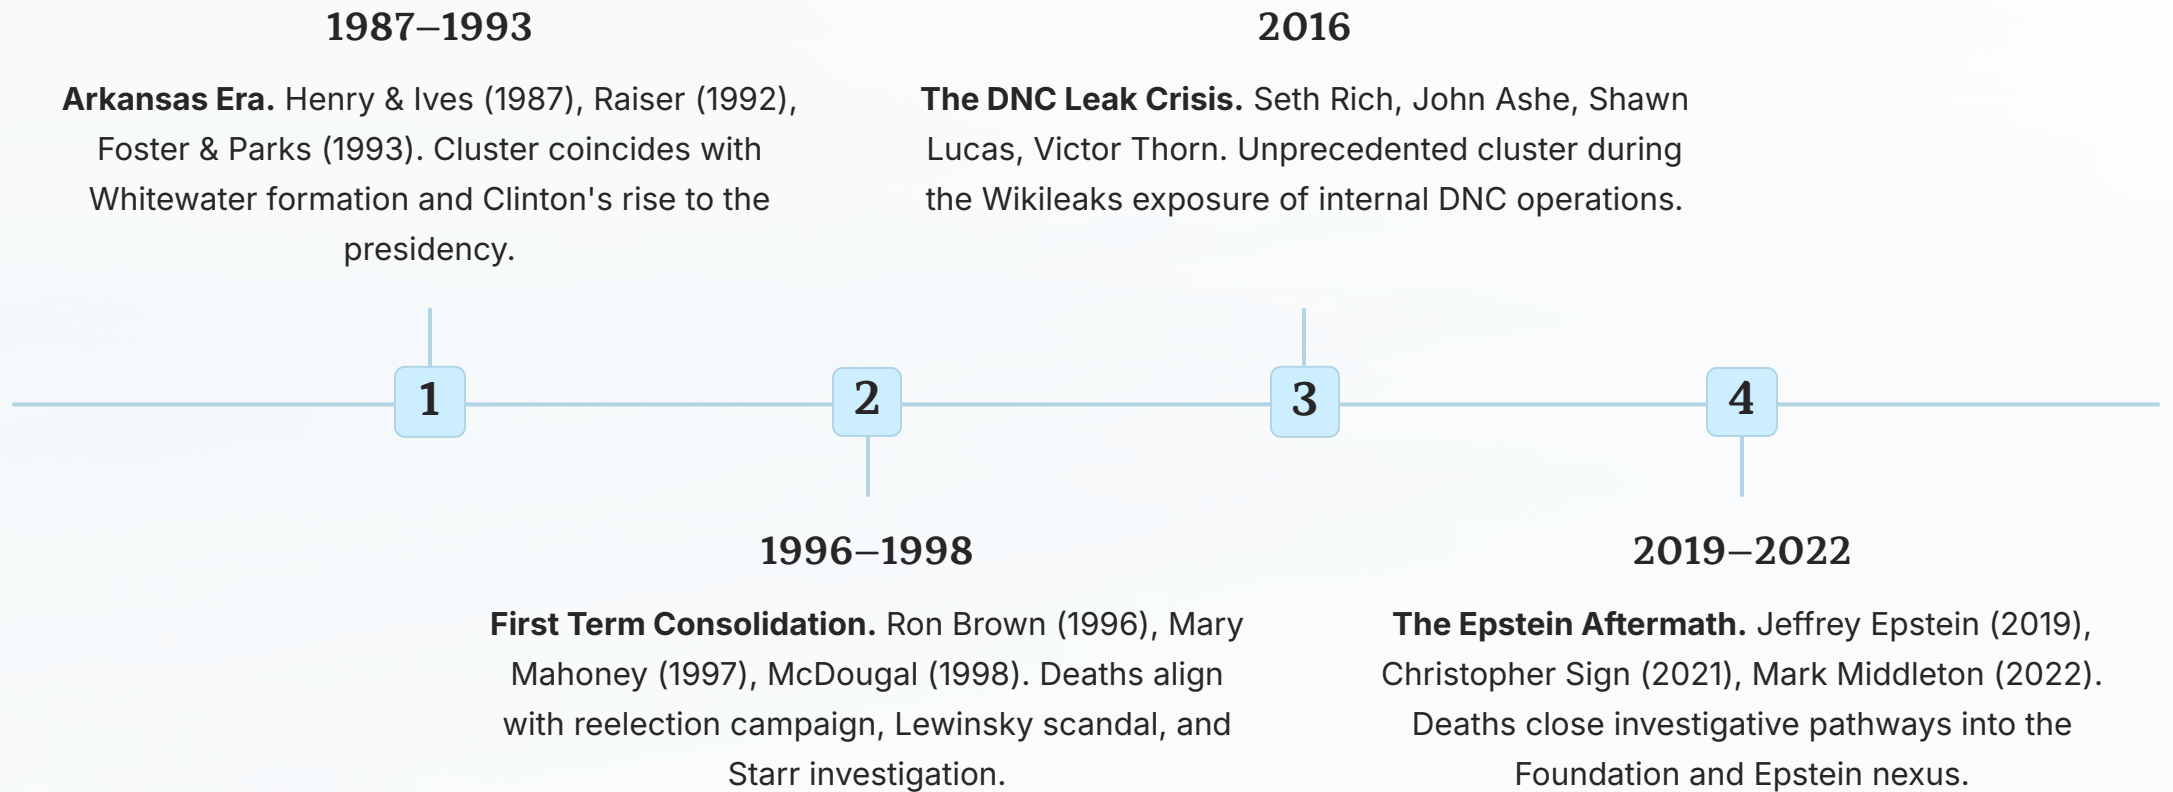 1987–1993
Arkansas Era. Henry & Ives (1987), Raiser (1992),
Foster & Parks (1993). Cluster coincides with
Whitewater formation and Clinton's rise to the
presidency.
2016
The DNC Leak Crisis. Seth Rich, John Ashe, Shawn
Lucas, Victor Thorn. Unprecedented cluster during
the Wikileaks exposure of internal DNC operations.
1
2
3
4
1996–1998
First Term Consolidation. Ron Brown (1996), Mary
Mahoney (1997), McDougal (1998). Deaths align
with reelection campaign, Lewinsky scandal, and
Starr investigation.
2019–2022
The Epstein Aftermath. Jeffrey Epstein (2019),
Christopher Sign (2021), Mark Middleton (2022).
Deaths close investigative pathways into the
Foundation and Epstein nexus.